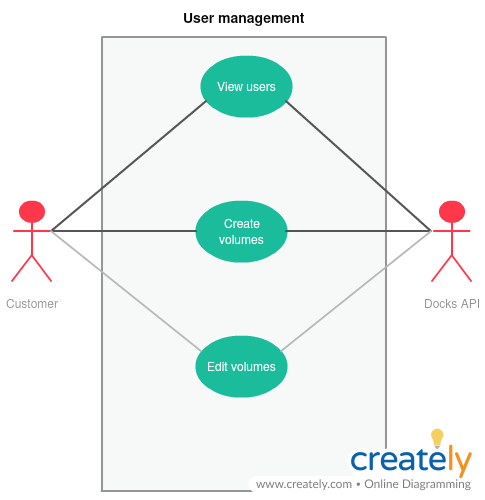 User management
View users
Create
volumes
Customer
Docks API
Edit volumes
creately
www.creately.com • Online Diagramming